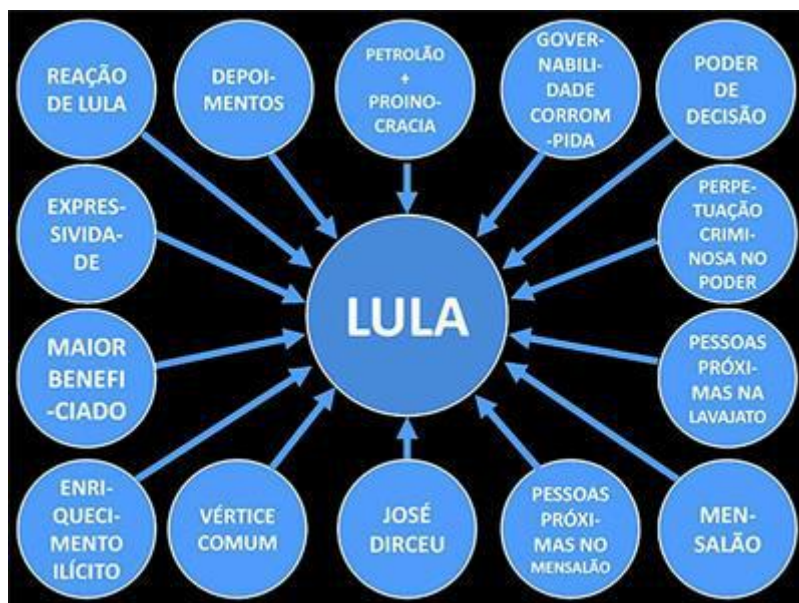 REAÇÃO
DE LULA
DEPOI-
MENTOS
PETROLÃO
+
PROINO-
CRACIA
GOVER-
NABILI-
DADE
CORROM
-PIDA
PODER
DE
DECISÃO
EXPRES-
SIVIDA-
DE
PERPE-
TUAÇÃO
CRIMI-
NOSA NO
PODER
LULA
MAIOR
BENEFI
-CIADO
PESSOAS
PRÓXI-
MAS NA
LAVAJATO
ENRI-
QUECI-
MENTO
ILÍCITO
VÉRTICE
COMUM
JOSÉ
DIRCEU
PESSOAS
PRÓXI-
MAS NO
MENSALÃO
MEN-
SALÃO